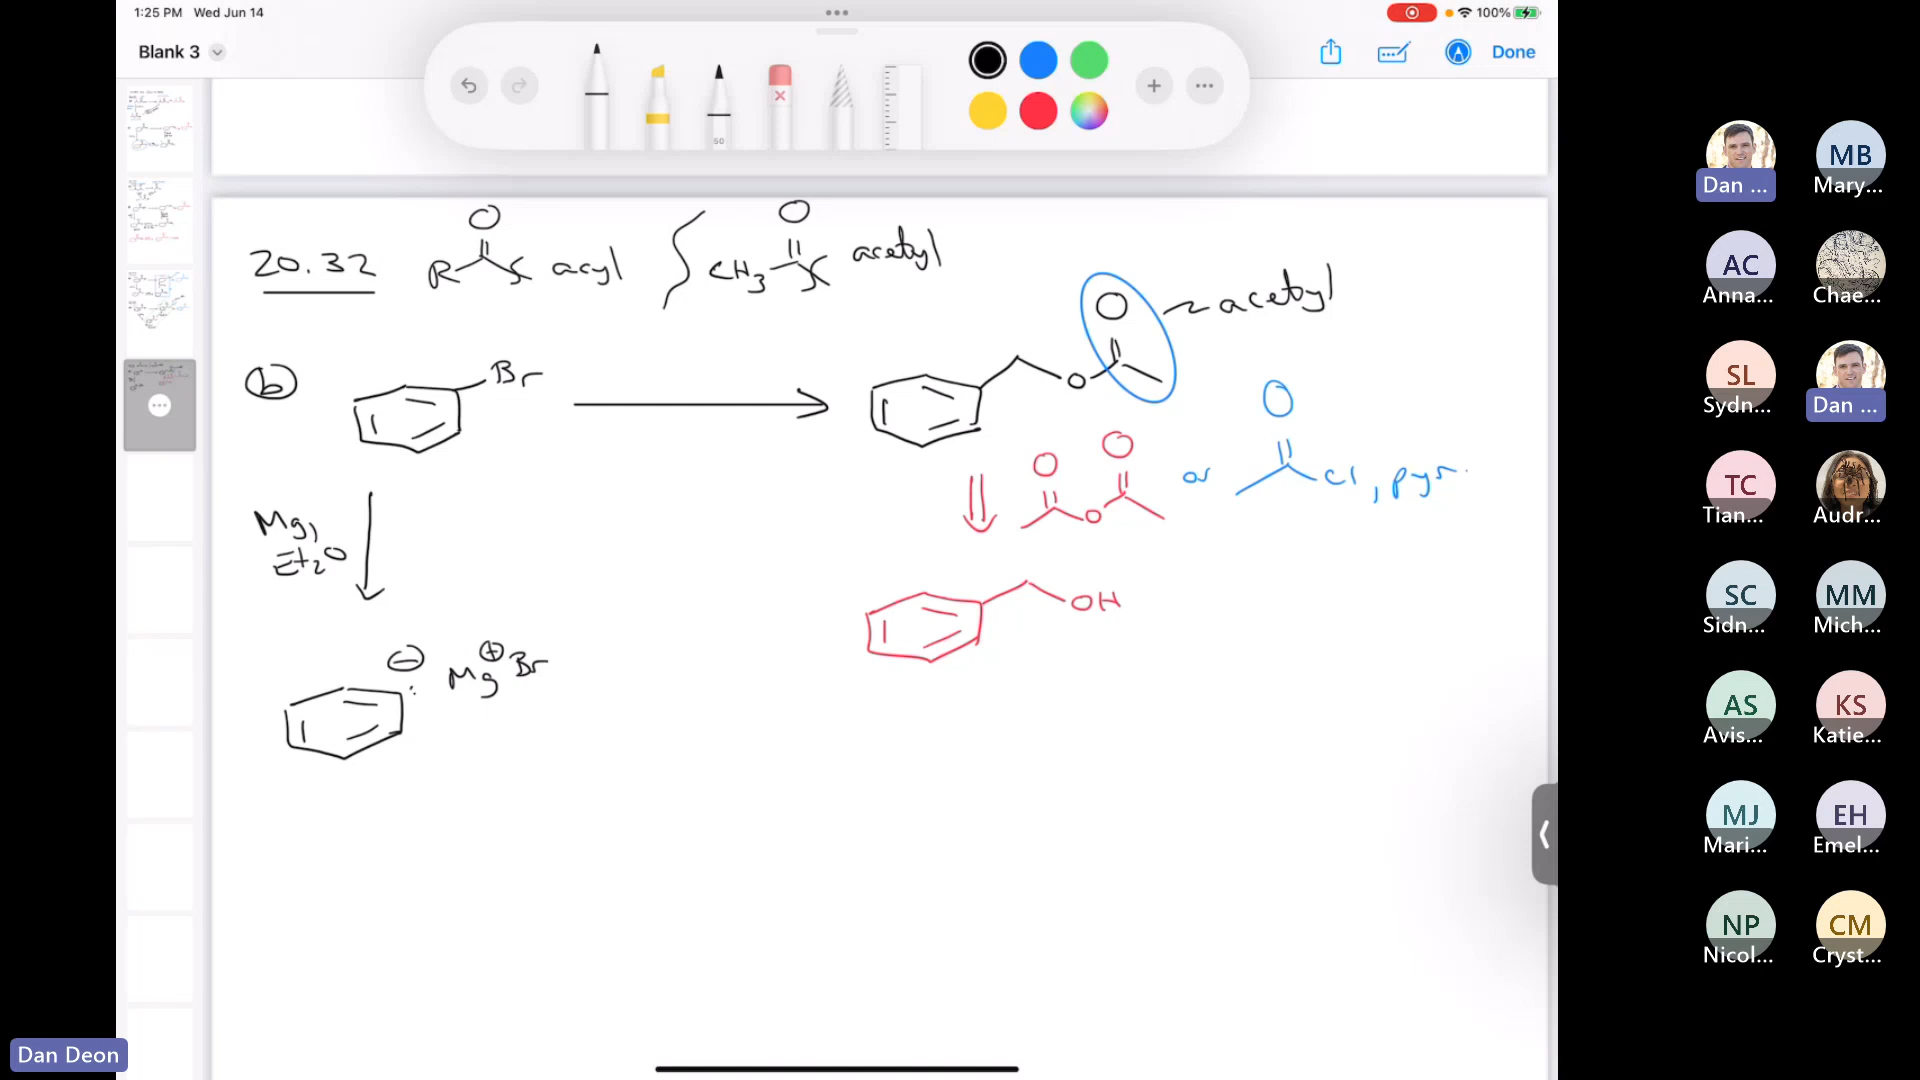 1:25 PM Wed Jun 14
100%
Blank 3
Done
50
20.32
O
R
acyl
O
CH3
acetyl
O
acetyl
b
Br
O
O
O
O
O
or
Cl, pyr.
Mg,
Et2O
OH
⊖
Mg⊕Br
Dan ...
MB
Mary...
AC
Anna...
Chae...
SL
Sydn...
Dan ...
TC
Tian...
Audr...
SC
Sidn...
MM
Mich...
AS
Avis...
KS
Katie...
MJ
Mari...
EH
Emel...
NP
Nicol...
CM
Cryst...
Dan Deon